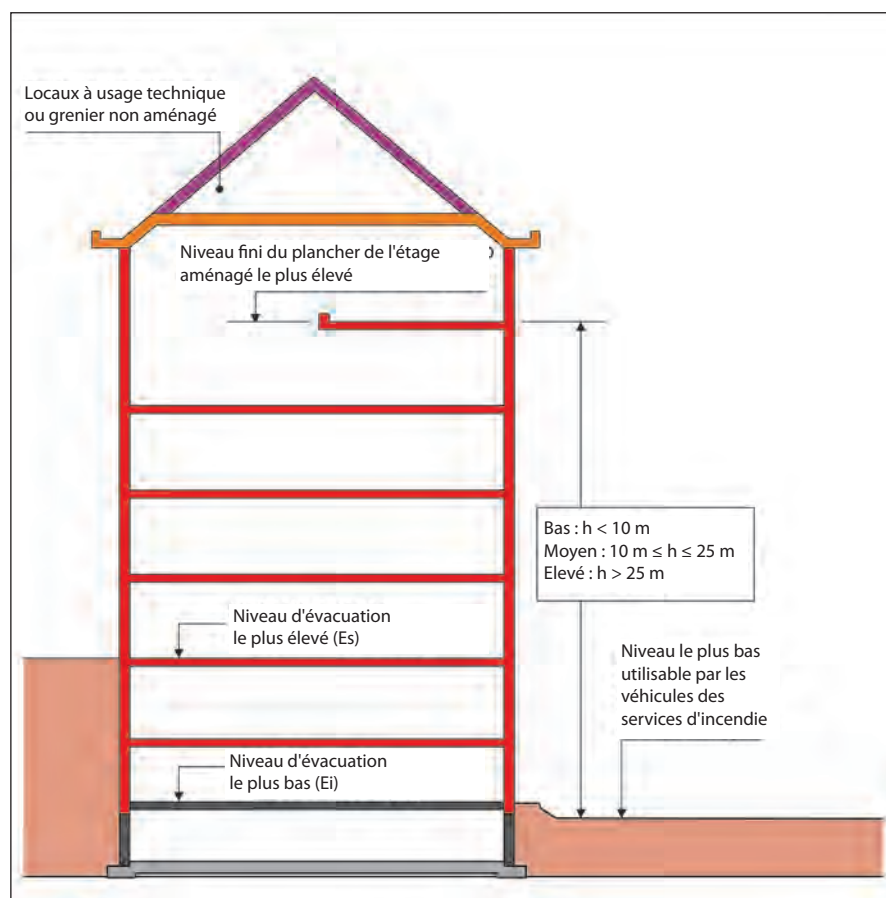 Locaux à usage technique
ou grenier non aménagé
Niveau fini du plancher de l'étage
aménagé le plus élevé
Bas : h < 10 m
Moyen : 10 m ≤ h ≤ 25 m
Elevé : h > 25 m
Niveau d'évacuation
le plus élevé (Es)
Niveau le plus bas
utilisable par les
véhicules des
services d'incendie
Niveau d'évacuation
le plus bas (Ei)